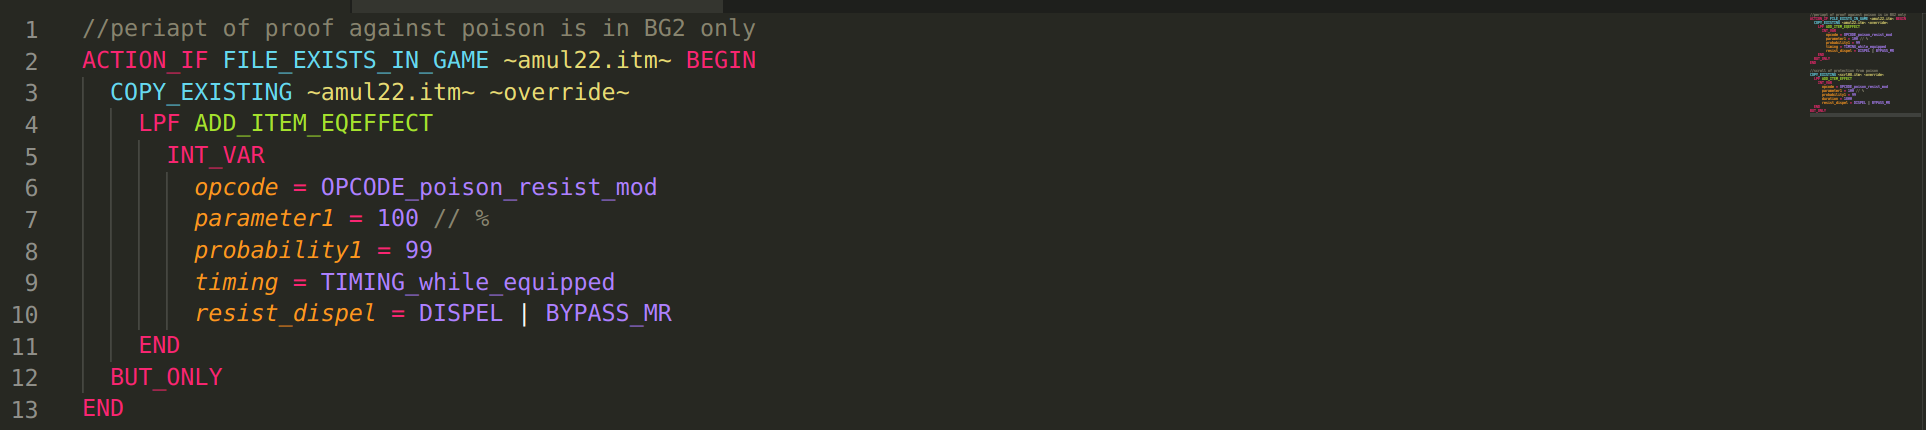 1 //periapt of proof against poison is in BG2 only
2 ACTION_IF FILE_EXISTS_IN_GAME ~amul22.itm~ BEGIN
3 COPY_EXISTING ~amul22.itm~ ~override~
4 LPF ADD_ITEM_EQEFFECT
5 INT_VAR
6 opcode = OPCODE_poison_resist_mod
7 parameter1 = 100 // %
8 probability1 = 99
9 timing = TIMING_while_equipped
10 resist_dispel = DISPEL | BYPASS_MR
11 END
12 BUT_ONLY
13 END